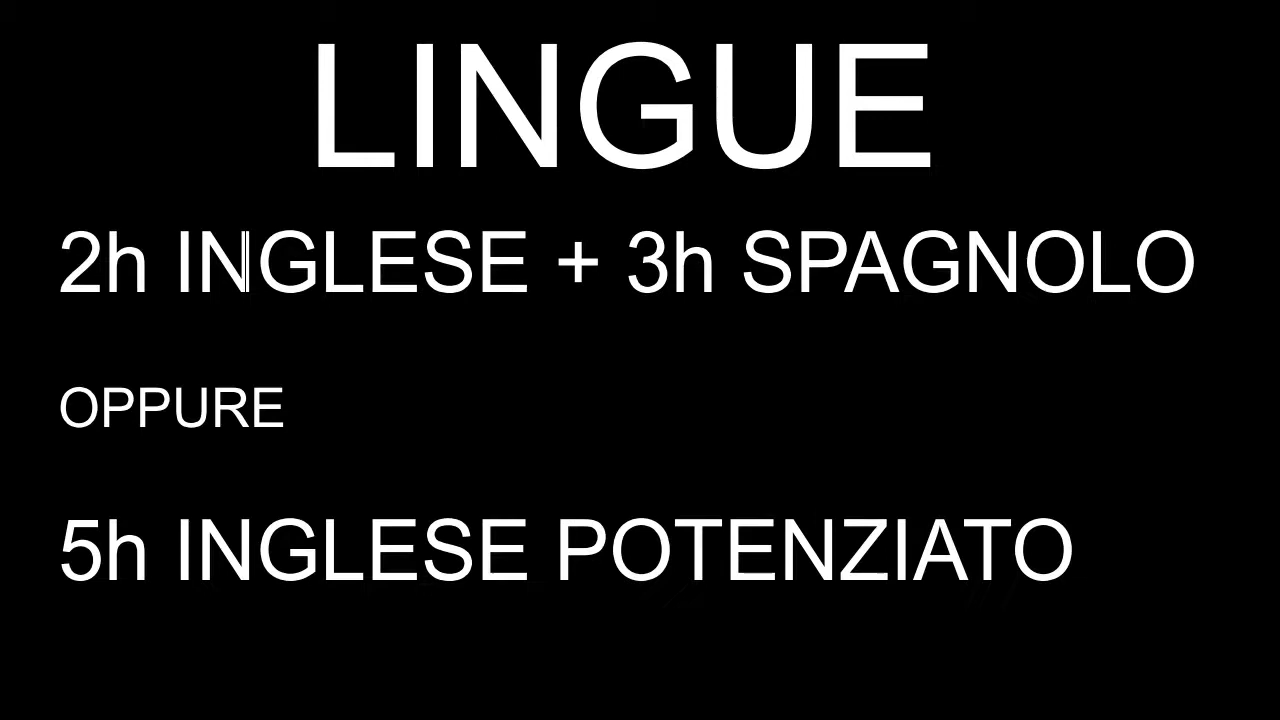 LINGUE
2h INGLESE + 3h SPAGNOLO
OPPURE
5h INGLESE POTENZIATO